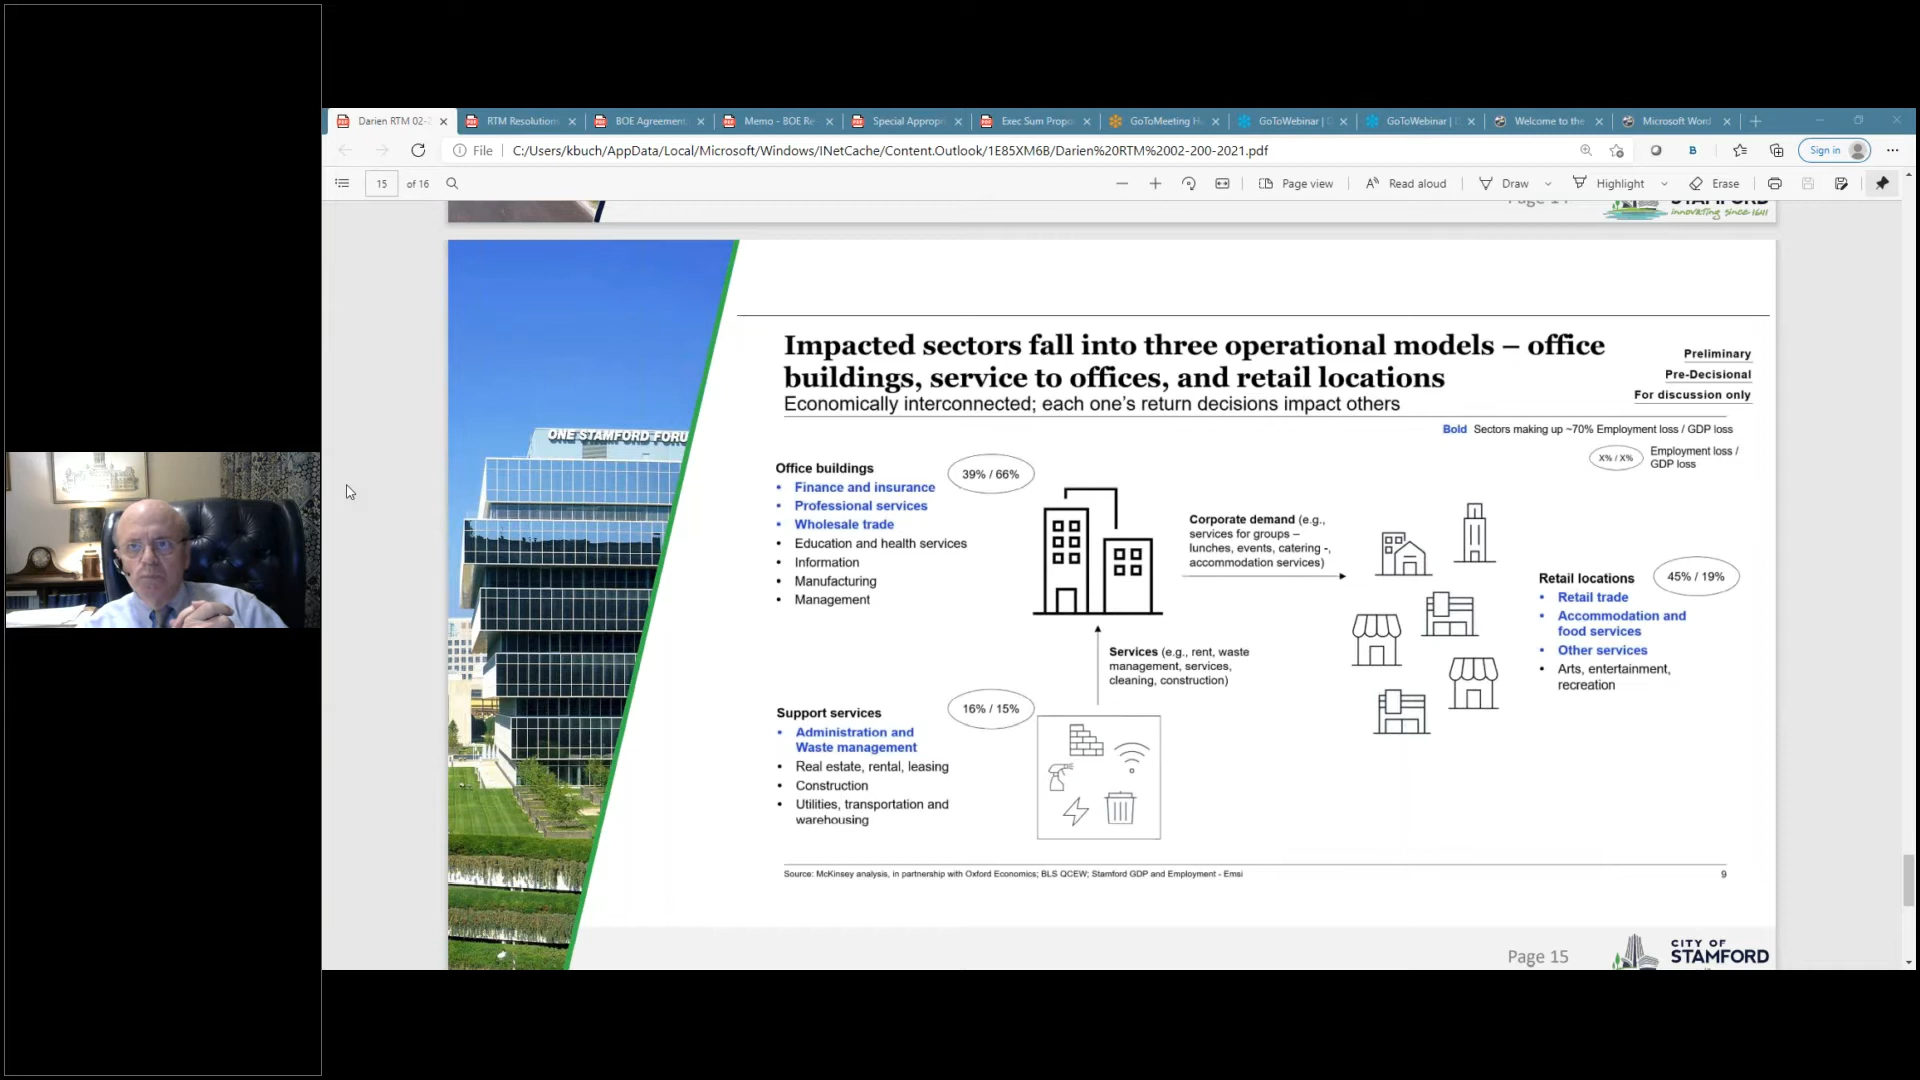 Darien RTM 02-2
RTM Resolution
BOE Agreement
Memo - BOE Re
Special Appropri
Exec Sum Propo
GoToMeeting H
GoToWebinar | D
GoToWebinar | D
Welcome to the
Microsoft Word
File
C:/Users/kbuch/AppData/Local/Microsoft/Windows/INetCache/Content.Outlook/1E85XM6B/Darien%20RTM%2002-200-2021.pdf
B
Sign in
15 of 16
Page view
Read aloud
Draw
Highlight
Erase
innovating since 1641
Impacted sectors fall into three operational models – office
buildings, service to offices, and retail locations
Economically interconnected; each one's return decisions impact others
Preliminary
Pre-Decisional
For discussion only
Bold Sectors making up ~70% Employment loss / GDP loss
X% / X%
Employment loss /
GDP loss
ONE STAMFORD FORU
Office buildings
39% / 66%
• Finance and insurance
• Professional services
• Wholesale trade
• Education and health services
• Information
• Manufacturing
• Management
Corporate demand (e.g.,
services for groups –
lunches, events, catering -,
accommodation services)
Retail locations
45% / 19%
• Retail trade
• Accommodation and
food services
• Other services
• Arts, entertainment,
recreation
Services (e.g., rent, waste
management, services,
cleaning, construction)
Support services
16% / 15%
• Administration and
Waste management
• Real estate, rental, leasing
• Construction
• Utilities, transportation and
warehousing
Source: McKinsey analysis, in partnership with Oxford Economics; BLS QCEW; Stamford GDP and Employment - Emsi
9
Page 15
CITY OF
STAMFORD